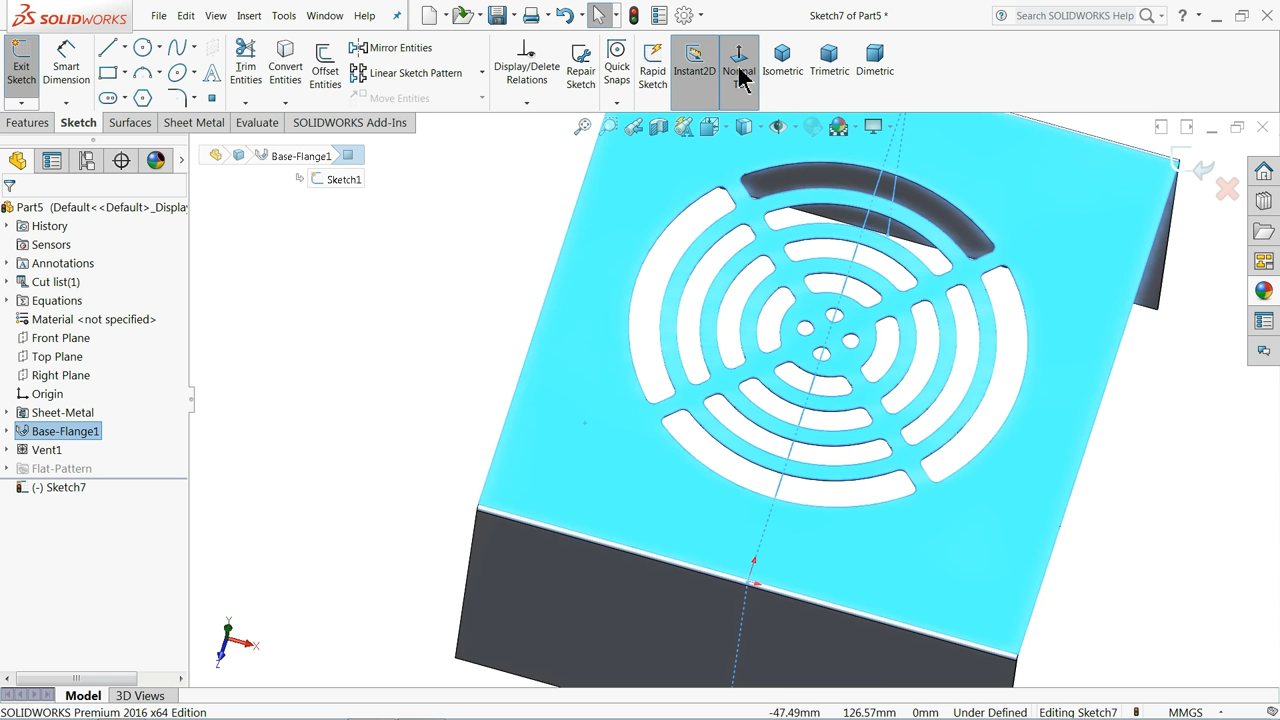 SOLIDWORKS File Edit View Insert Tools Window Help Sketch7 of Part5 * Search SOLIDWORKS Help ?
Exit Sketch Smart Dimension Trim Entities Convert Entities Offset Entities Mirror Entities Linear Sketch Pattern Move Entities Display/Delete Relations Repair Sketch Quick Snaps Rapid Sketch Instant2D Normal Isometric Trimetric Dimetric
Features Sketch Surfaces Sheet Metal Evaluate SOLIDWORKS Add-Ins
Base-Flange1
Sketch1
Part5 (Default<<Default>_Displa
History
Sensors
Annotations
Cut list(1)
Equations
Material <not specified>
Front Plane
Top Plane
Right Plane
Origin
Sheet-Metal
Base-Flange1
Vent1
Flat-Pattern
(-) Sketch7
Y
X
Z
Model 3D Views
SOLIDWORKS Premium 2016 x64 Edition -47.49mm 126.57mm 0mm Under Defined Editing Sketch7 MMGS